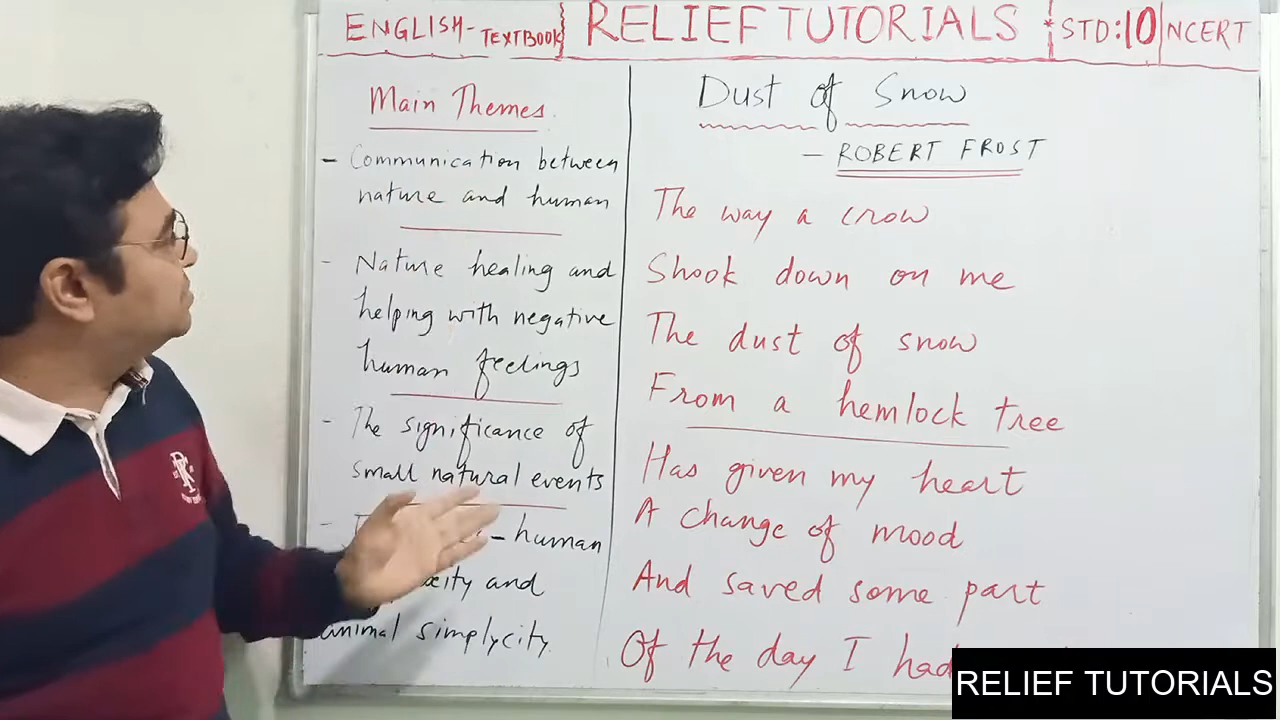 ENGLISH-TEXTBOOK} RELIEF TUTORIALS * STD:10 NCERT
Main Themes
- Communication between
nature and human
- Nature healing and
helping with negative
human feelings
- The significance of
small natural events
- human
and
animal simplycity
Dust of Snow
- ROBERT FROST
The way a crow
Shook down on me
The dust of snow
From a hemlock tree
Has given my heart
A change of mood
And saved some part
Of the day I had
RELIEF TUTORIALS